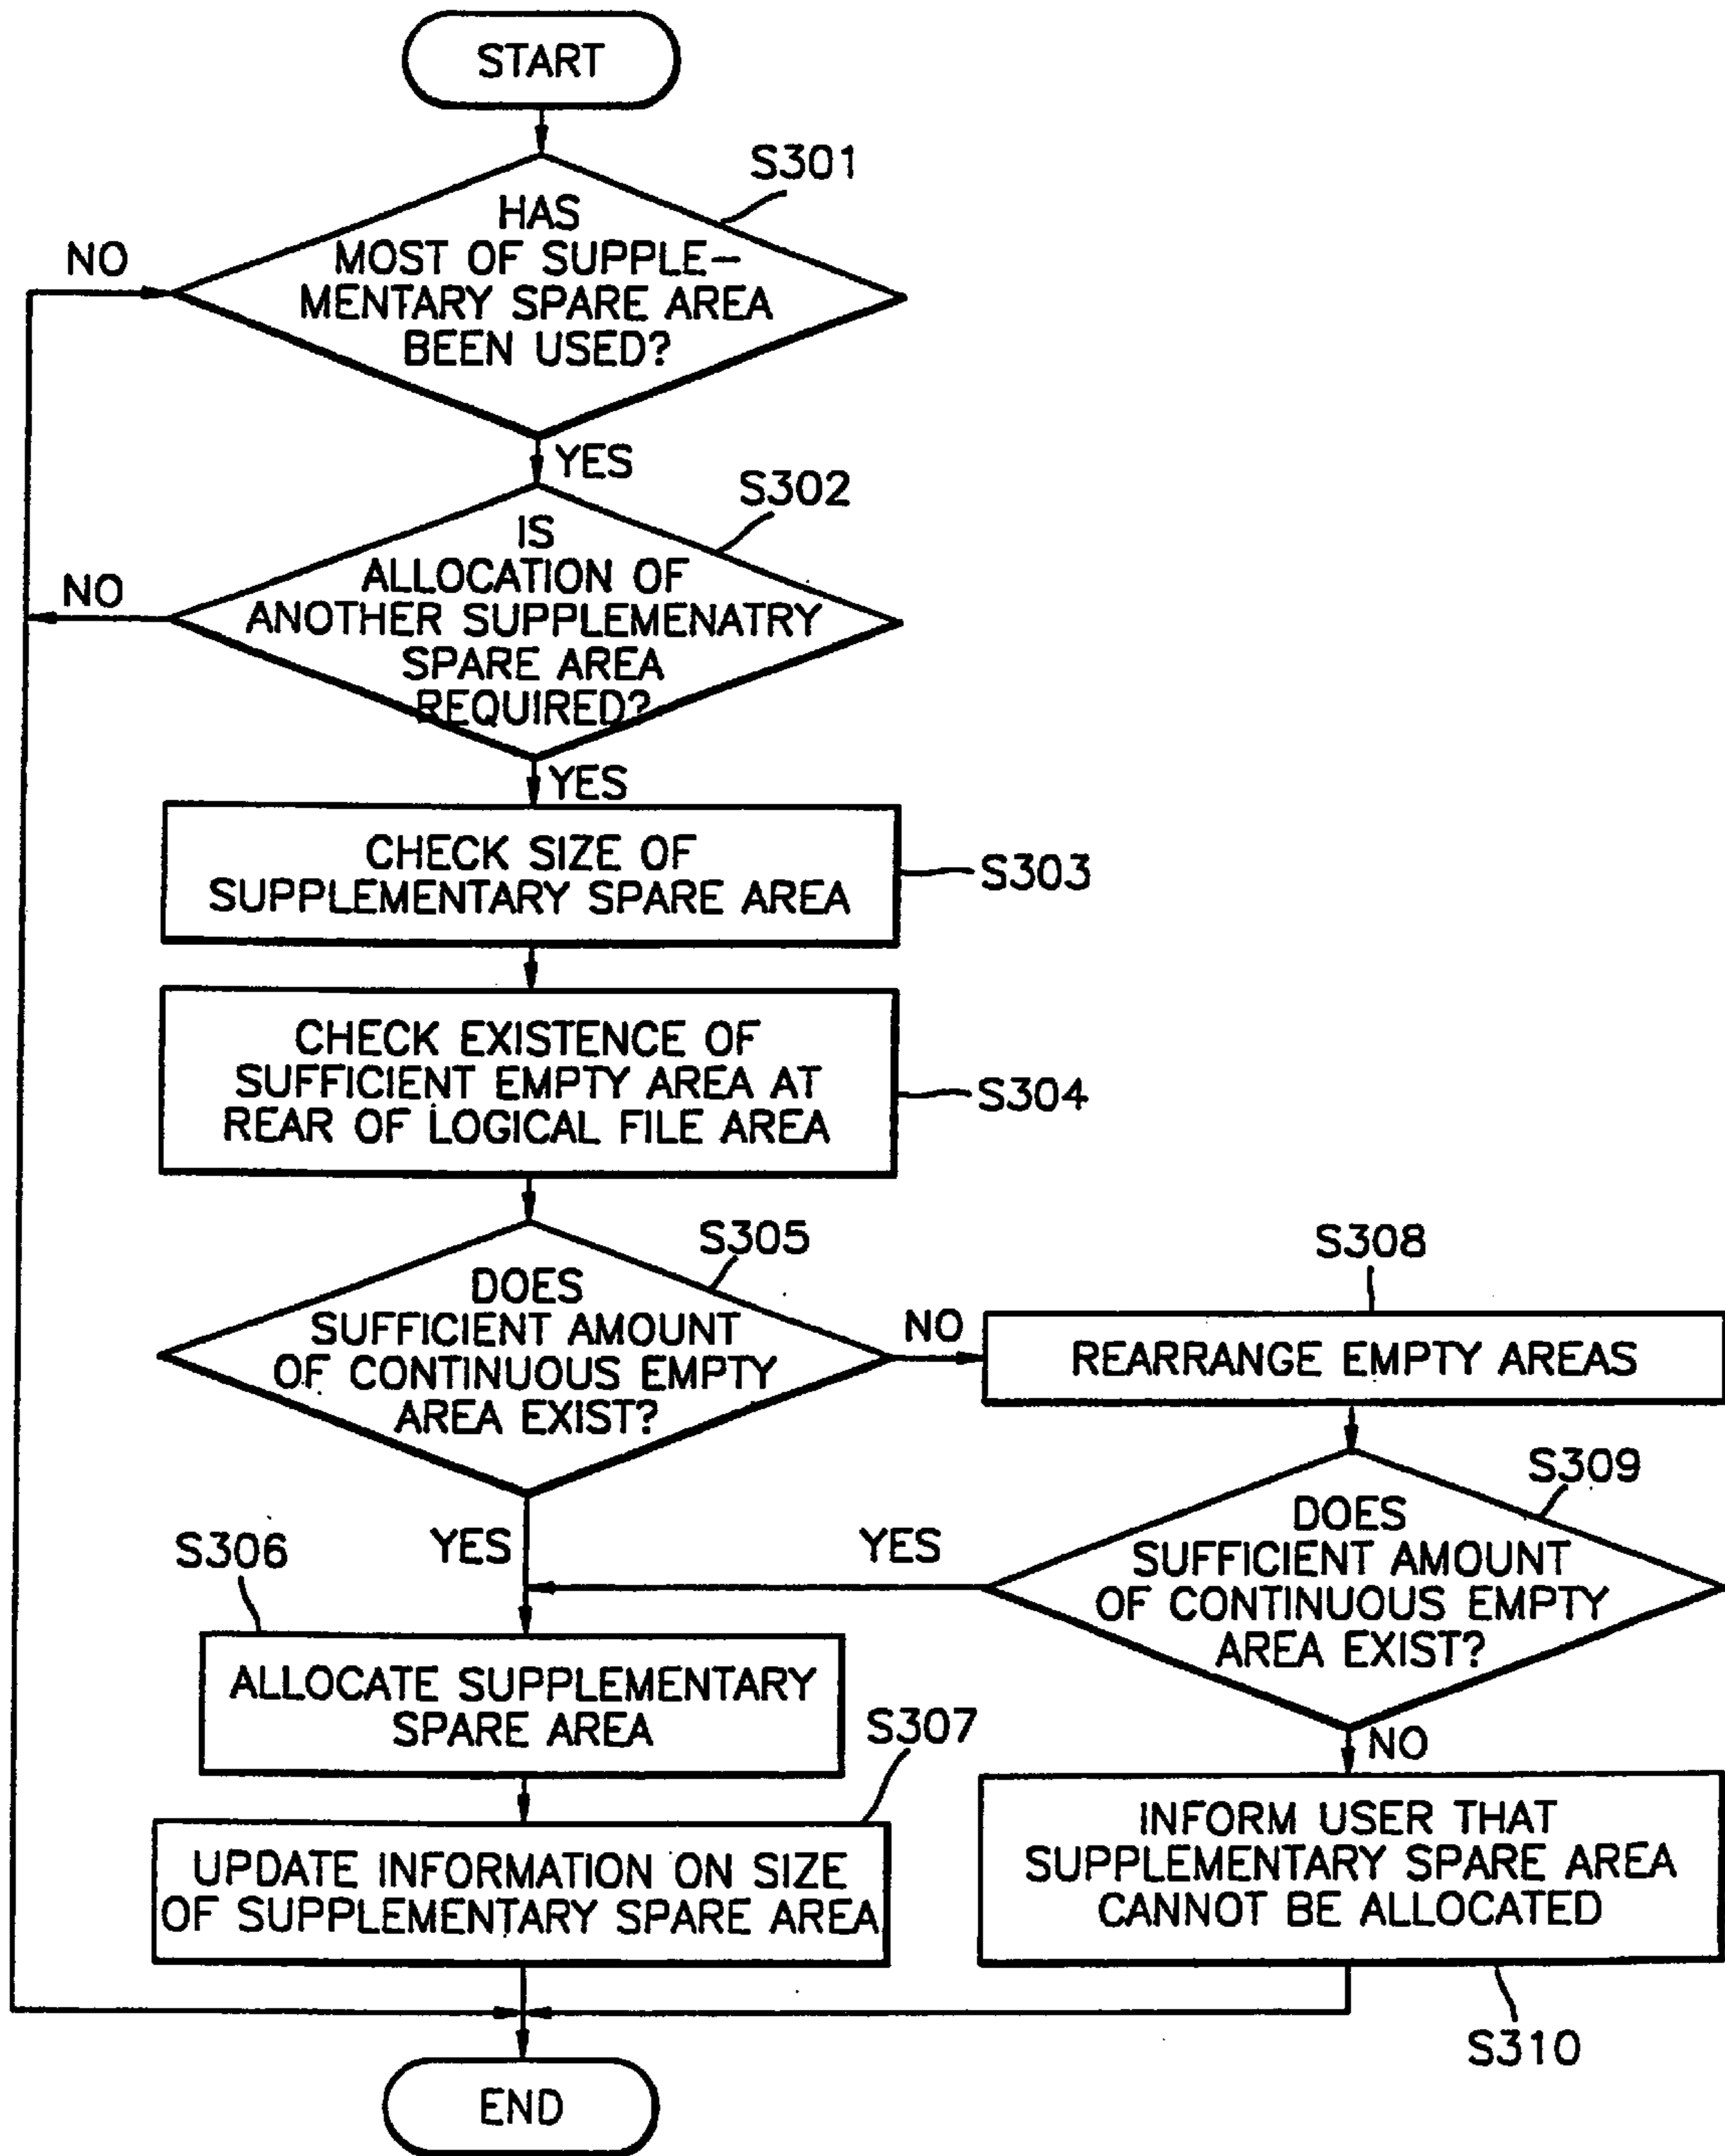 START
S301
HAS
MOST OF SUPPLE-
MENTARY SPARE AREA
BEEN USED?
NO
YES
S302
IS
ALLOCATION OF
ANOTHER SUPPLEMENATRY
SPARE AREA
REQUIRED?
NO
YES
CHECK SIZE OF
SUPPLEMENTARY SPARE AREA
S303
CHECK EXISTENCE OF
SUFFICIENT EMPTY AREA AT
REAR OF LOGICAL FILE AREA
S304
S305
DOES
SUFFICIENT AMOUNT
OF CONTINUOUS EMPTY
AREA EXIST?
NO
S308
REARRANGE EMPTY AREAS
S309
DOES
SUFFICIENT AMOUNT
OF CONTINUOUS EMPTY
AREA EXIST?
YES
YES
S306
ALLOCATE SUPPLEMENTARY
SPARE AREA
S307
UPDATE INFORMATION ON SIZE
OF SUPPLEMENTARY SPARE AREA
NO
INFORM USER THAT
SUPPLEMENTARY SPARE AREA
CANNOT BE ALLOCATED
S310
END